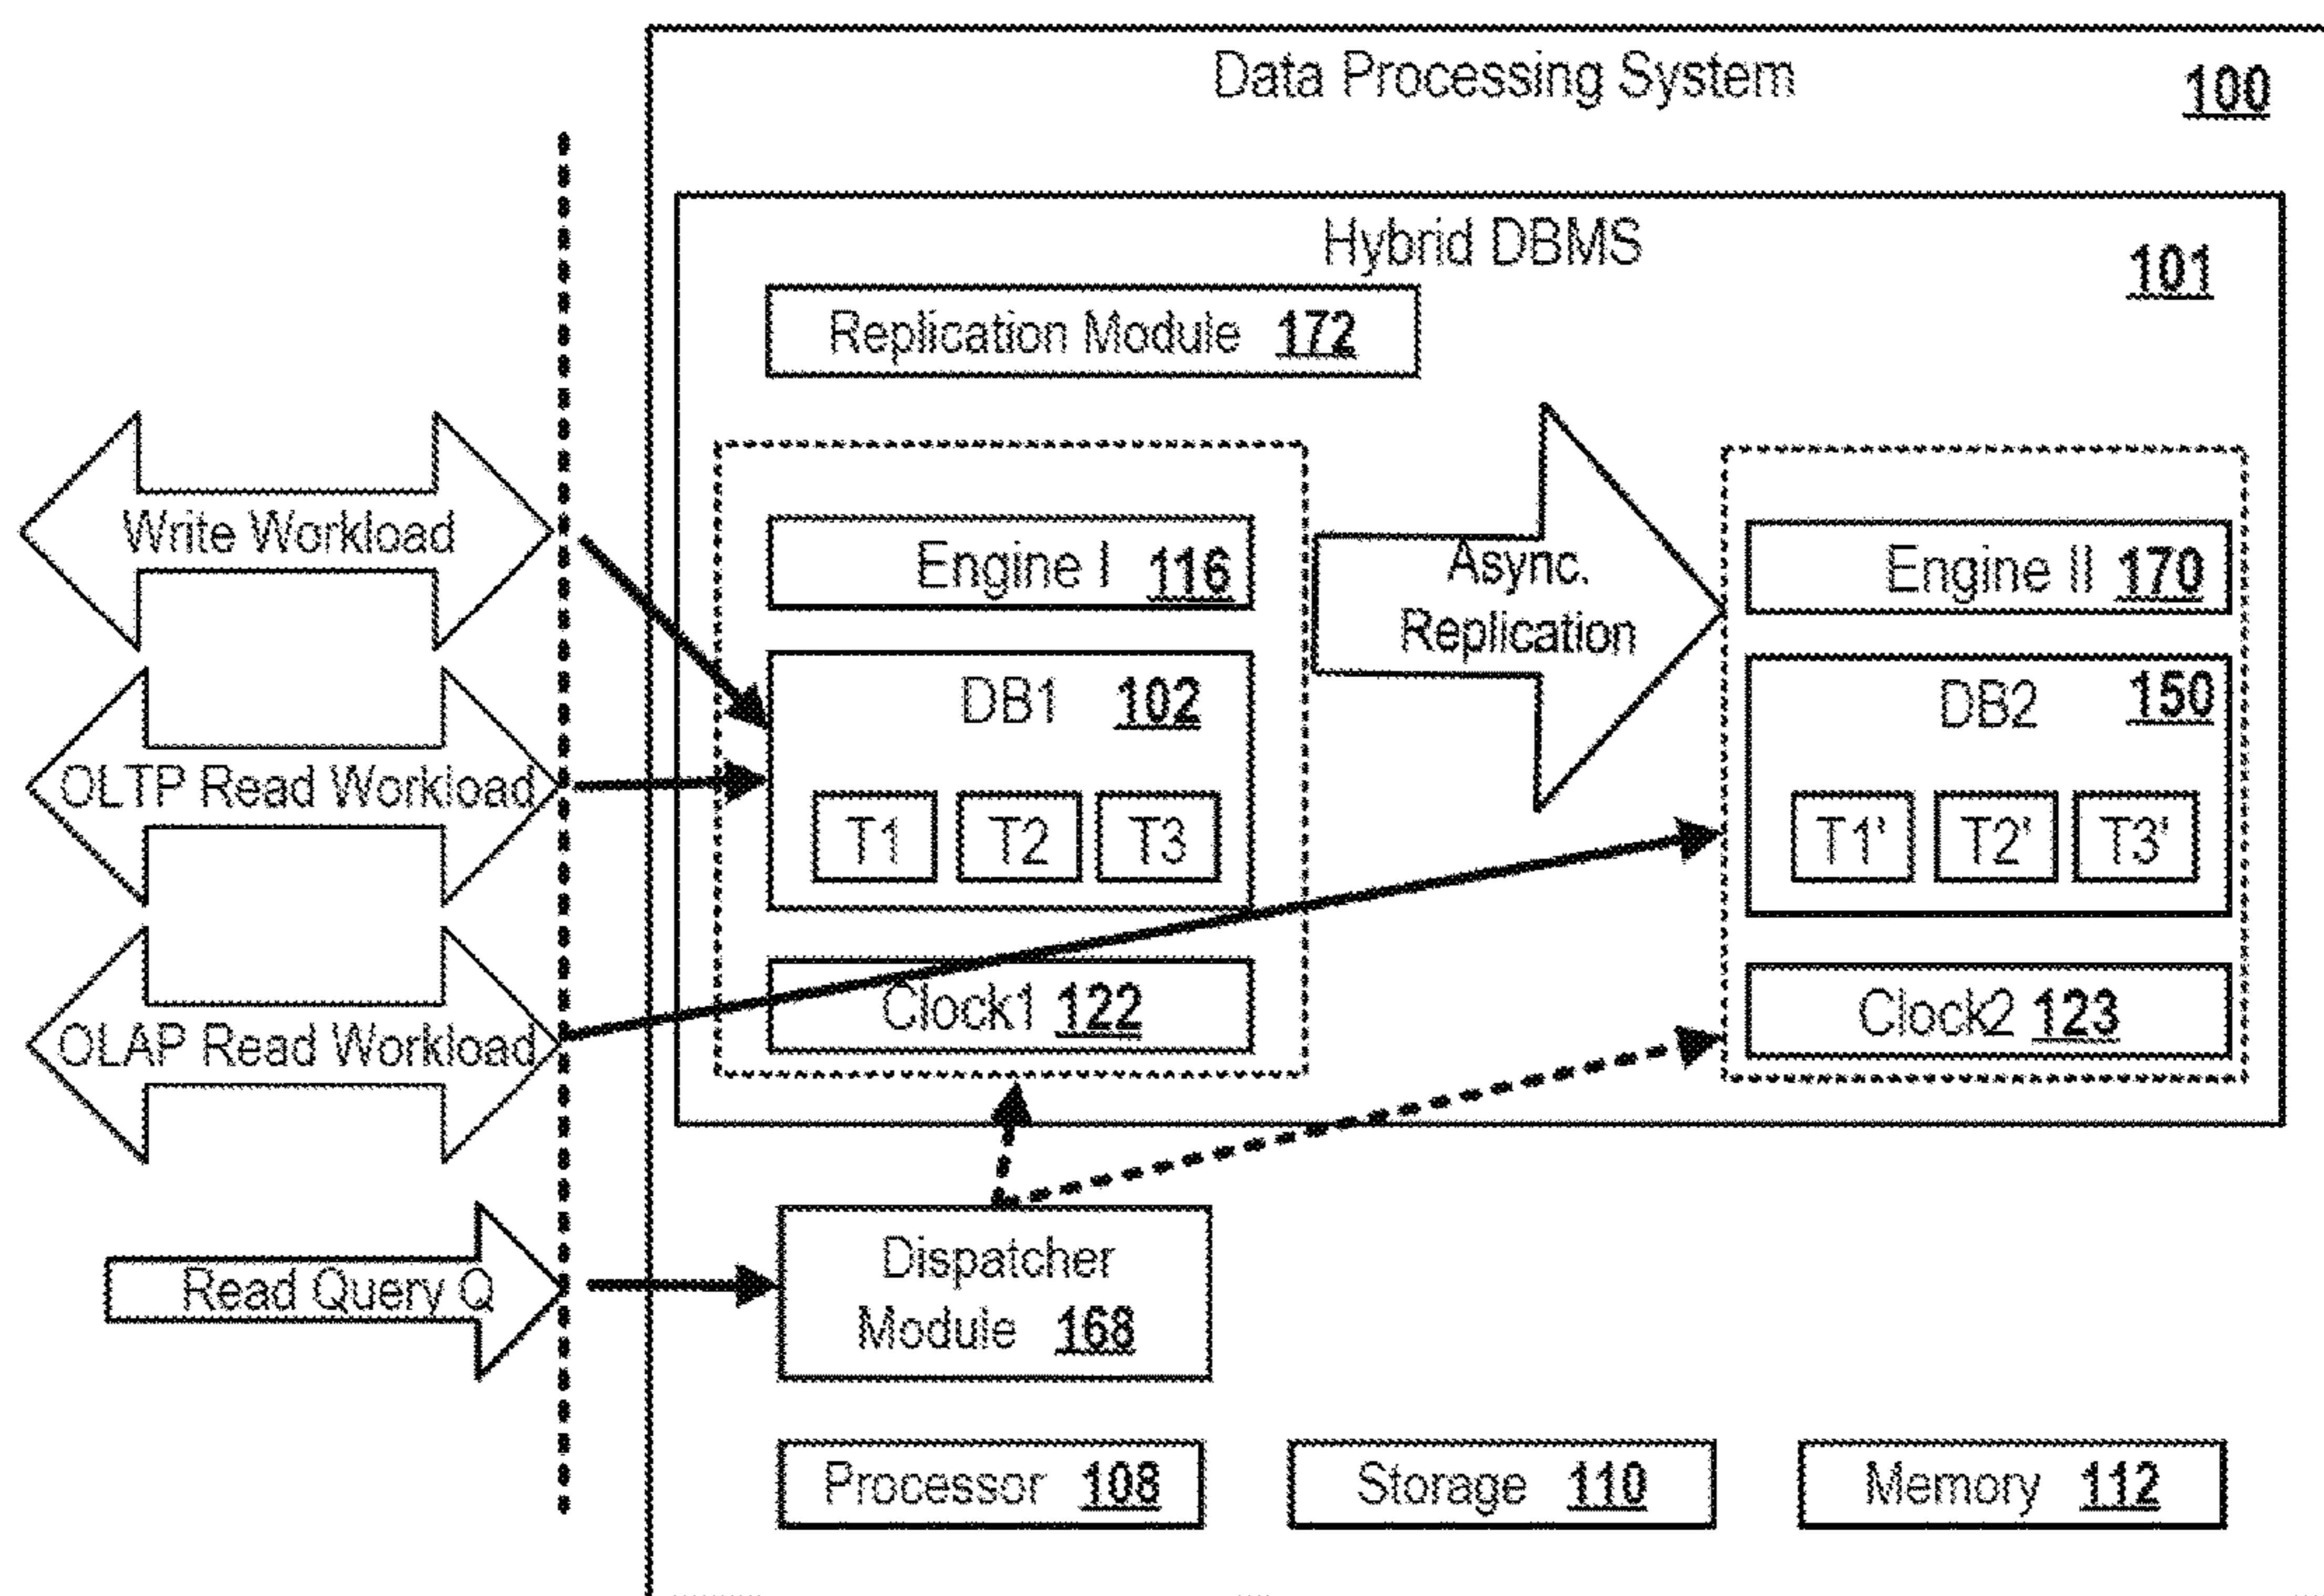 Data Processing System 100
Hybrid DBMS 101
Replication Module 172
Write Workload
Engine I 116
Async.
Replication
Engine II 170
DB1 102
DB2 150
OLTP Read Workload
T1 T2 T3
T1' T2' T3'
OLAP Read Workload
Clock1 122
Clock2 123
Read Query Q
Dispatcher
Module 168
Processor 108
Storage 110
Memory 112